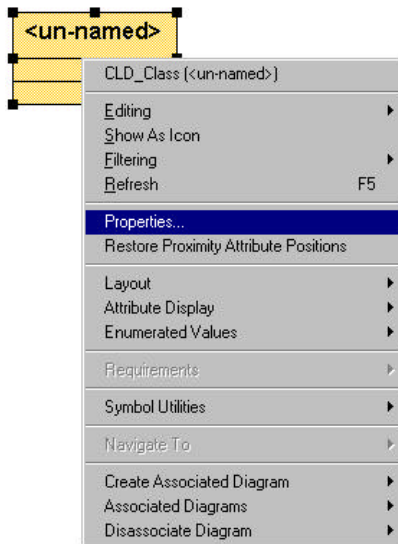 <un-named>
CLD_Class (<un-named>)
Editing
Show As Icon
Filtering
Refresh F5
Properties...
Restore Proximity Attribute Positions
Layout
Attribute Display
Enumerated Values
Requirements
Symbol Utilities
Navigate To
Create Associated Diagram
Associated Diagrams
Disassociate Diagram